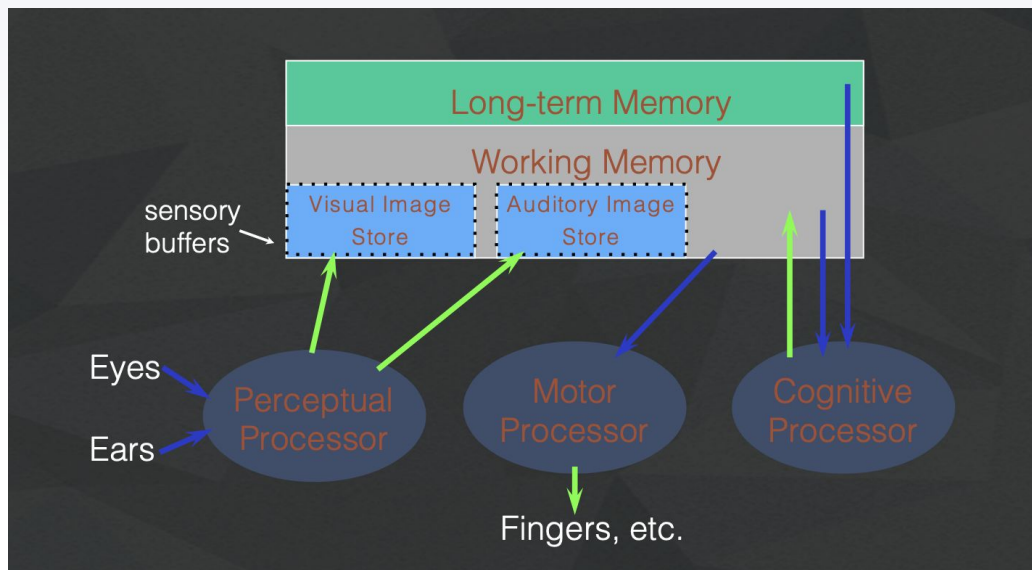 Long-term Memory
Working Memory
Visual Image
Store
Auditory Image
Store
sensory
buffers
Eyes
Ears
Perceptual
Processor
Motor
Processor
Cognitive
Processor
Fingers, etc.